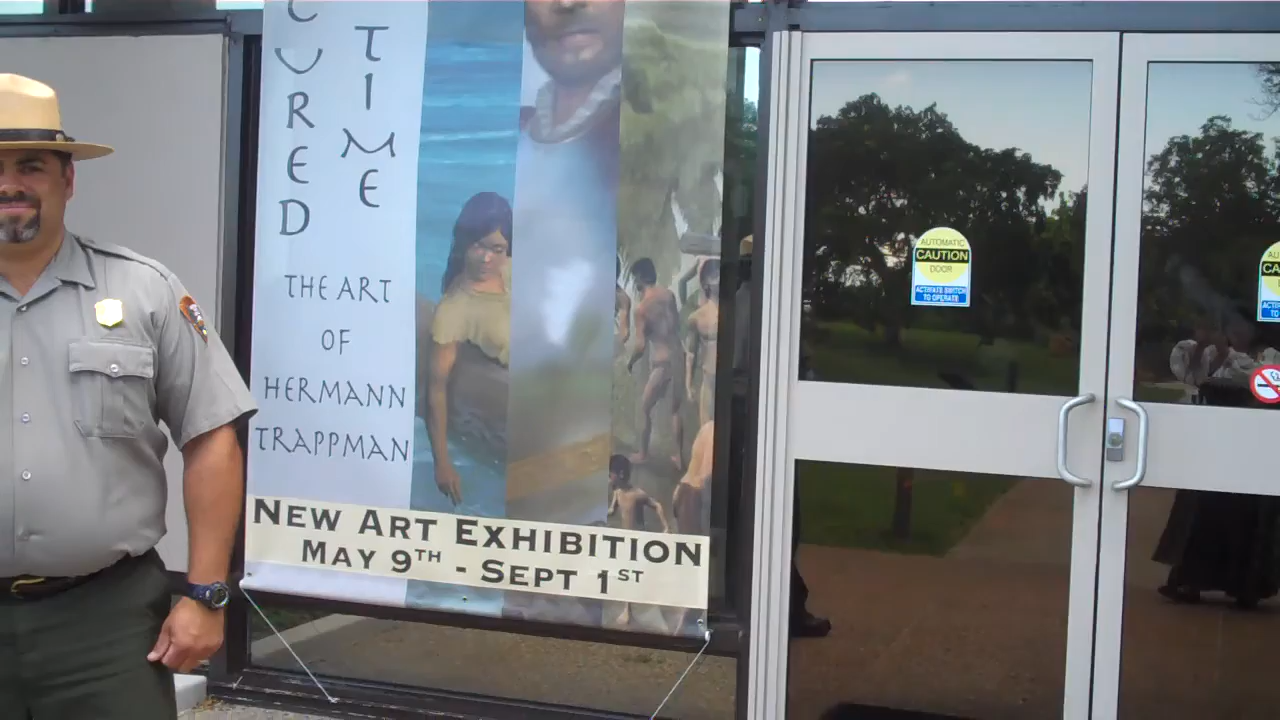 CURED
TIME
THE ART
OF
HERMANN
TRAPPMAN
NEW ART EXHIBITION
MAY 9TH - SEPT 1ST
AUTOMATIC
CAUTION
DOOR
ACTIVATE SWITCH
TO OPERATE